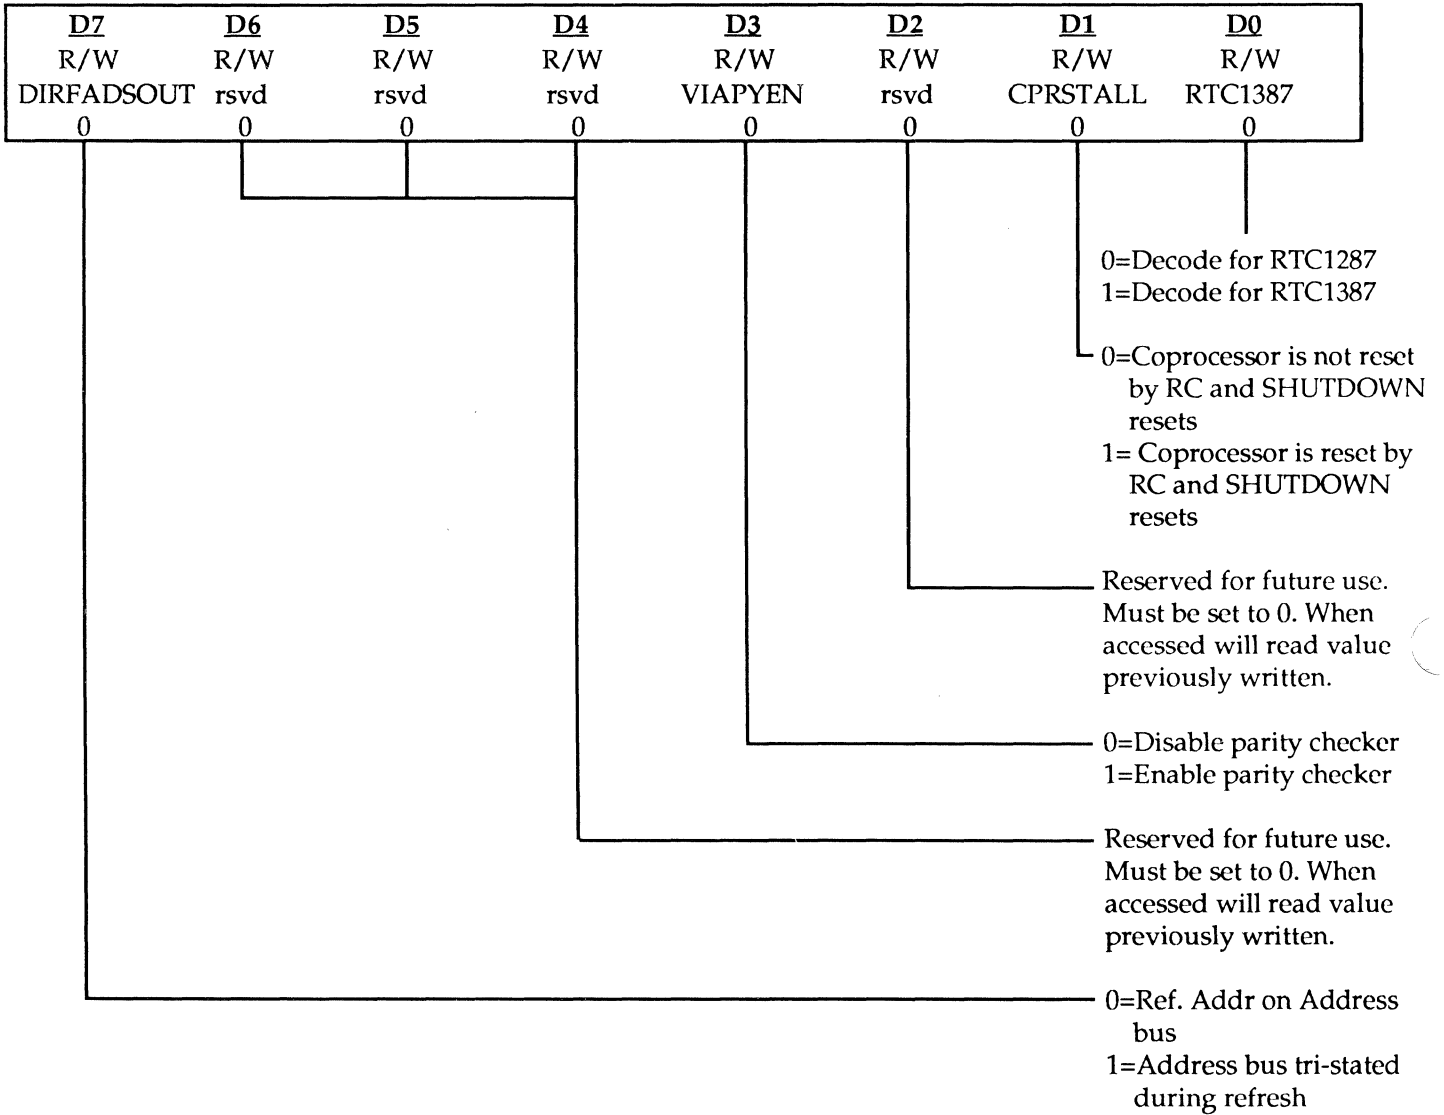 D7 D6 D5 D4 D3 D2 D1 D0
R/W R/W R/W R/W R/W R/W R/W R/W
DIRFADSOUT rsvd rsvd rsvd VIAPYEN rsvd CPRSTALL RTC1387
0 0 0 0 0 0 0 0
0=Decode for RTC1287
1=Decode for RTC1387
0=Coprocessor is not reset
by RC and SHUTDOWN
resets
1= Coprocessor is reset by
RC and SHUTDOWN
resets
Reserved for future use.
Must be set to 0. When
accessed will read value
previously written.
0=Disable parity checker
1=Enable parity checker
Reserved for future use.
Must be set to 0. When
accessed will read value
previously written.
0=Ref. Addr on Address
bus
1=Address bus tri-stated
during refresh